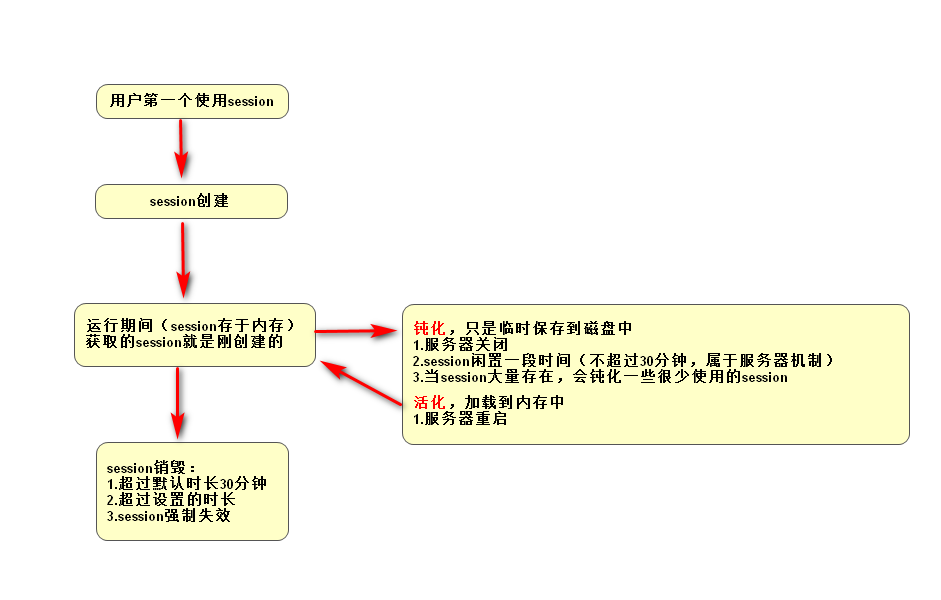 用户第一个使用session
session创建
运行期间（session存于内存）
获取的session就是刚创建的
钝化，只是临时保存到磁盘中
1.服务器关闭
2.session闲置一段时间（不超过30分钟，属于服务器机制）
3.当session大量存在，会钝化一些很少使用的session
活化，加载到内存中
1.服务器重启
session销毁：
1.超过默认时长30分钟
2.超过设置的时长
3.session强制失效